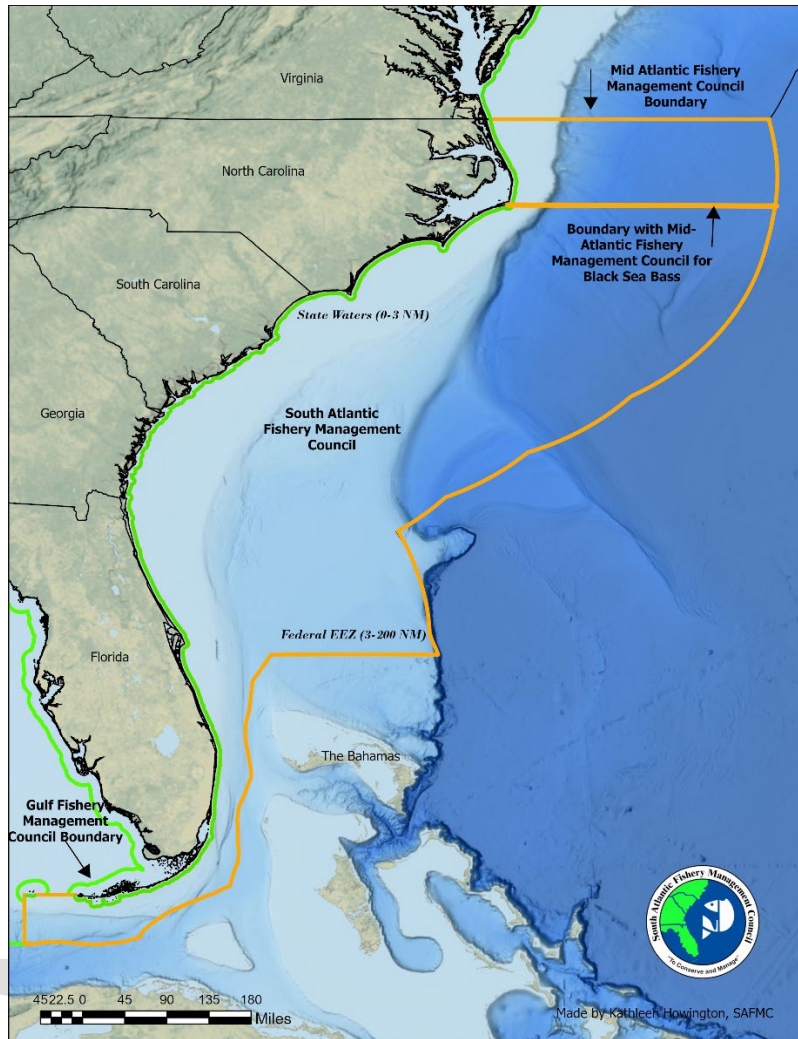 Virginia
Mid Atlantic Fishery
Management Council
Boundary
North Carolina
Boundary with Mid-
Atlantic Fishery
Management Council for
Black Sea Bass
South Carolina
State Waters (0-3 NM)
Georgia
South Atlantic
Fishery Management
Council
Federal EEZ (3-200 NM)
Florida
The Bahamas
Gulf Fishery
Management
Council Boundary
South Atlantic Fishery Management Council
"To Conserve and Manage"
45 22.5 0 45 90 135 180
Miles
Made by Kathleen Howington, SAFMC